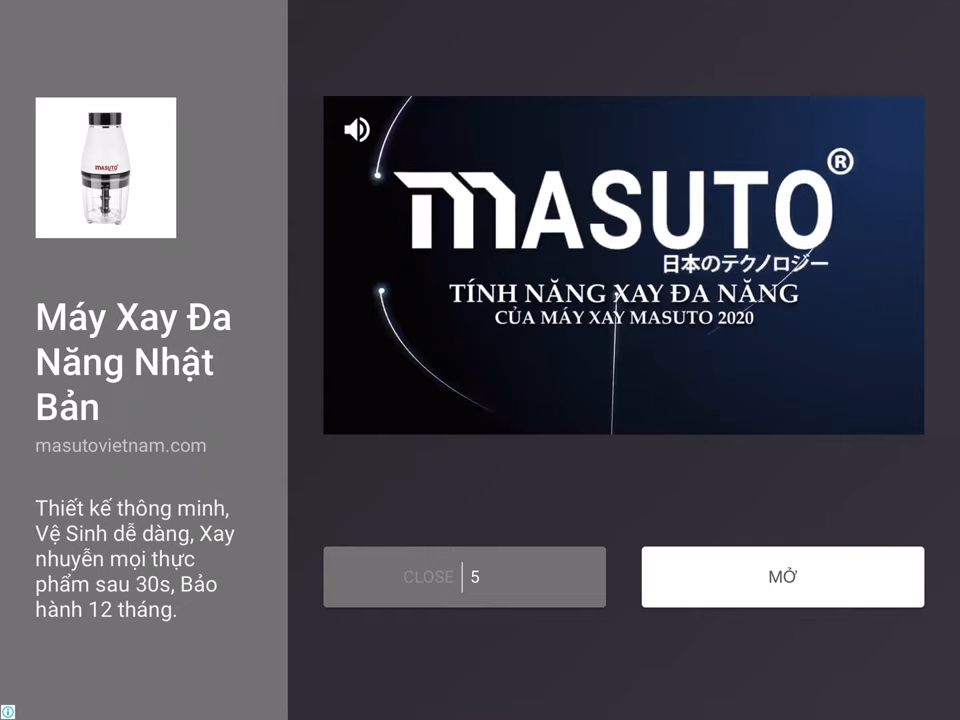 MASUTO
Máy Xay Đa
Năng Nhật
Bản
masutovietnam.com
Thiết kế thông minh,
Vệ Sinh dễ dàng, Xay
nhuyễn mọi thực
phẩm sau 30s, Bảo
hành 12 tháng.
MASUTO®
日本のテクノロジー
TÍNH NĂNG XAY ĐA NĂNG
CỦA MÁY XAY MASUTO 2020
CLOSE 5
MỞ